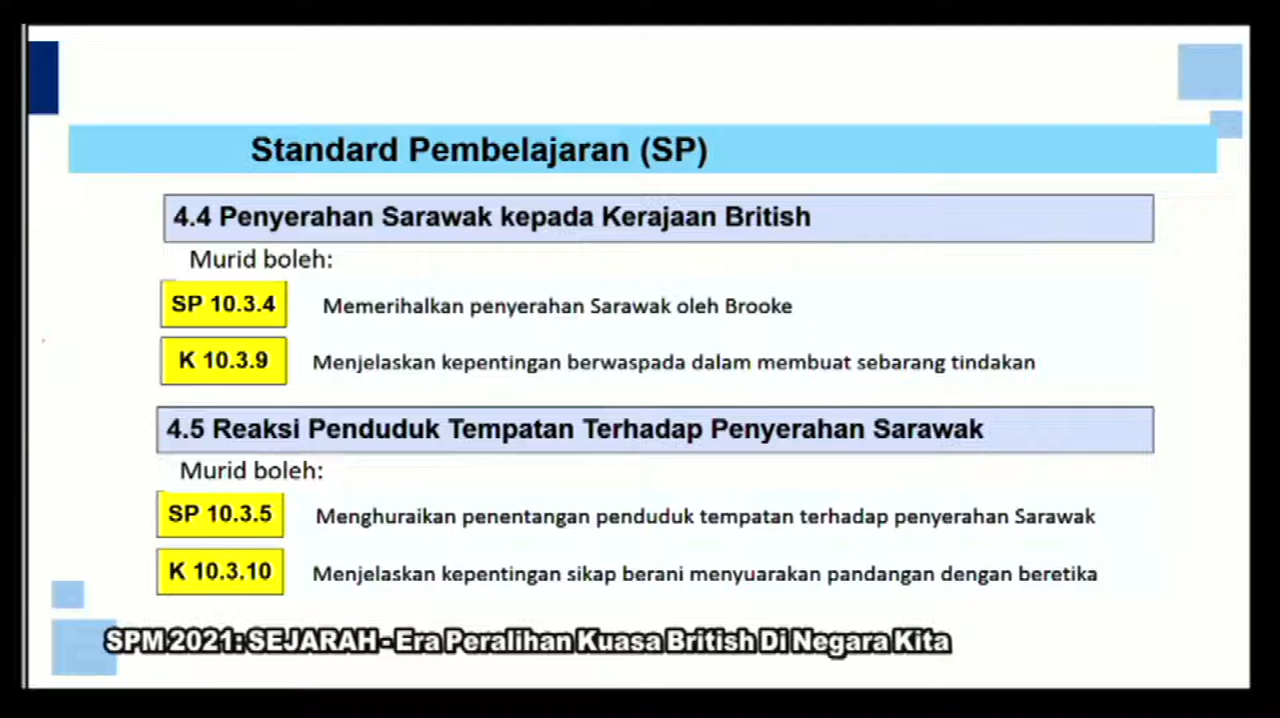 Standard Pembelajaran (SP)
4.4 Penyerahan Sarawak kepada Kerajaan British
Murid boleh:
SP 10.3.4 Memerihalkan penyerahan Sarawak oleh Brooke
K 10.3.9 Menjelaskan kepentingan berwaspada dalam membuat sebarang tindakan
4.5 Reaksi Penduduk Tempatan Terhadap Penyerahan Sarawak
Murid boleh:
SP 10.3.5 Menghuraikan penentangan penduduk tempatan terhadap penyerahan Sarawak
K 10.3.10 Menjelaskan kepentingan sikap berani menyuarakan pandangan dengan beretika
SPM 2021: SEJARAH - Era Peralihan Kuasa British Di Negara Kita